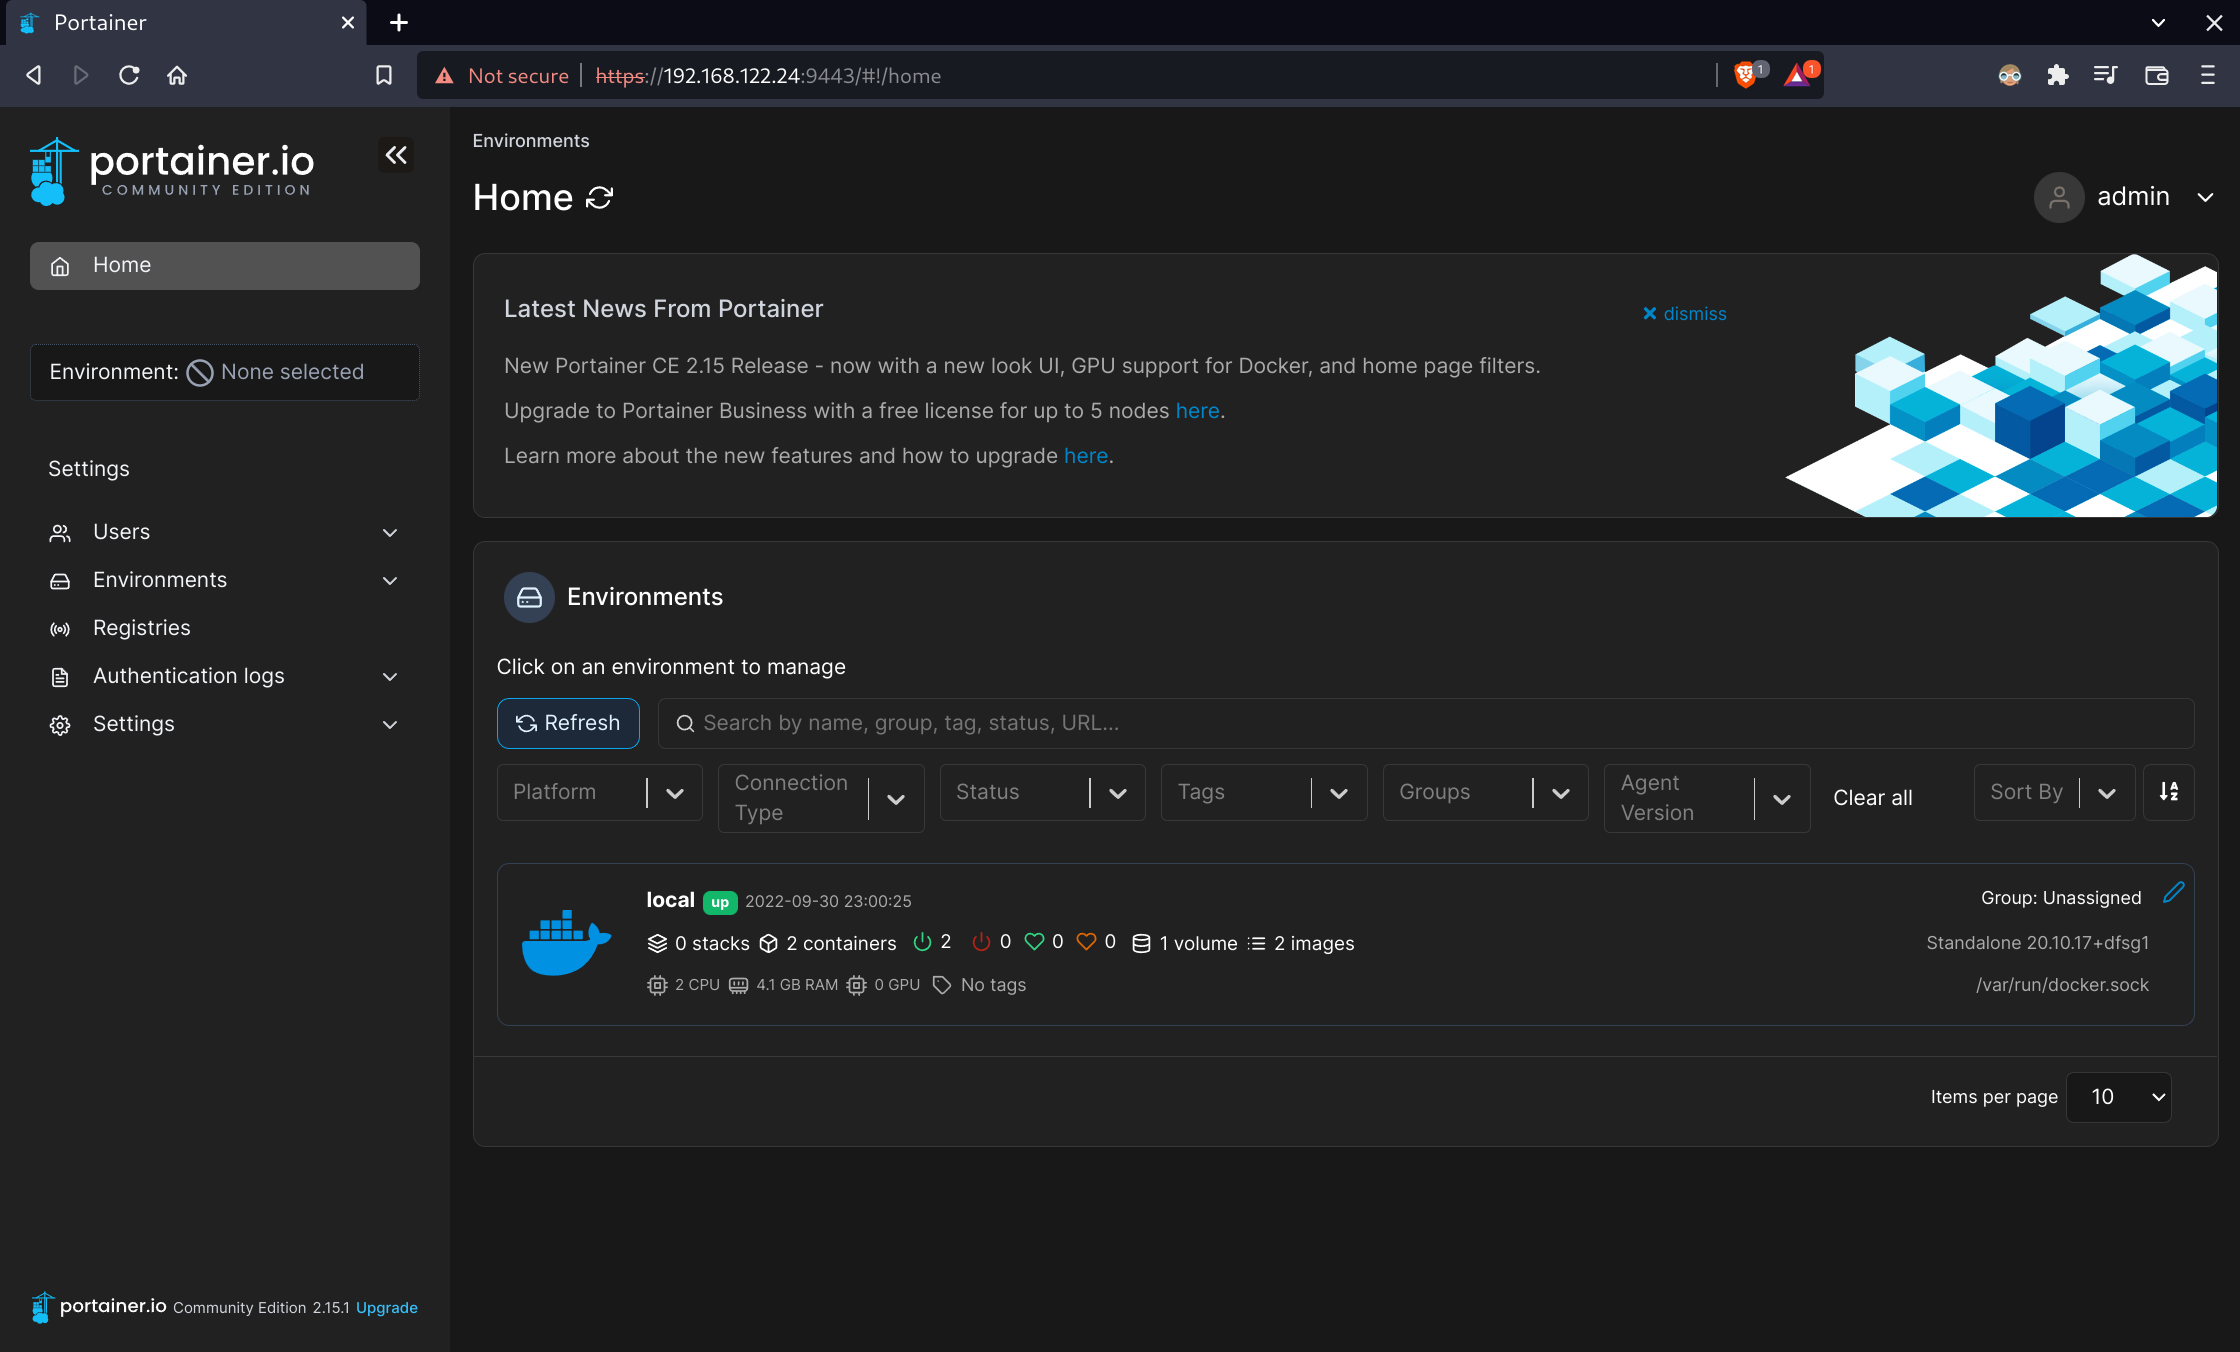 Portainer
Not secure | https://192.168.122.24:9443/#!/home
1
1
portainer.io
COMMUNITY EDITION
Home
Environment: None selected
Settings
Users
Environments
Registries
Authentication logs
Settings
portainer.io Community Edition 2.15.1 Upgrade
Environments
Home
admin
Latest News From Portainer
dismiss
New Portainer CE 2.15 Release - now with a new look UI, GPU support for Docker, and home page filters.
Upgrade to Portainer Business with a free license for up to 5 nodes here.
Learn more about the new features and how to upgrade here.
Environments
Click on an environment to manage
Refresh
Search by name, group, tag, status, URL...
Platform
Connection
Type
Status
Tags
Groups
Agent
Version
Clear all
Sort By
A
Z
local up 2022-09-30 23:00:25
Group: Unassigned
0 stacks 2 containers 2 0 0 0 1 volume 2 images
Standalone 20.10.17+dfsg1
2 CPU 4.1 GB RAM 0 GPU No tags
/var/run/docker.sock
Items per page 10